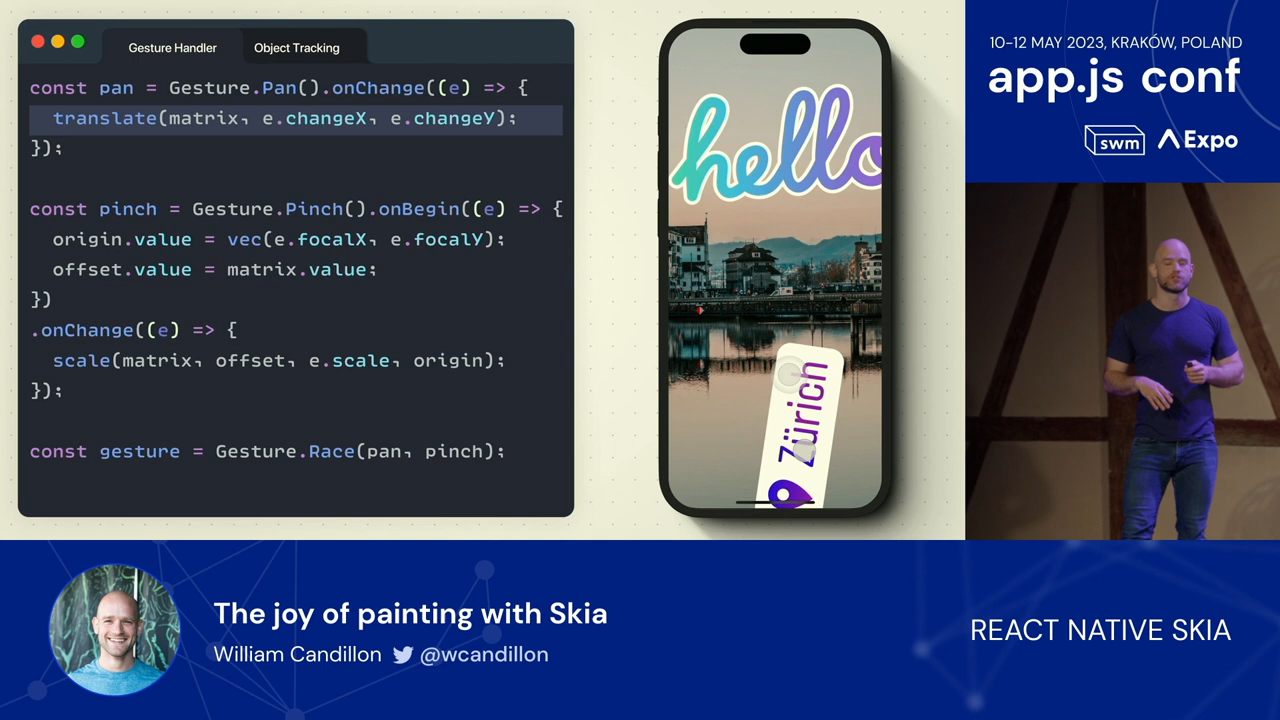 Gesture Handler
Object Tracking
const pan = Gesture.Pan().onChange((e) => {
  translate(matrix, e.changeX, e.changeY);
});
const pinch = Gesture.Pinch().onBegin((e) => {
  origin.value = vec(e.focalX, e.focalY);
  offset.value = matrix.value;
})
.onChange((e) => {
  scale(matrix, offset, e.scale, origin);
});
const gesture = Gesture.Race(pan, pinch);
hello
Zürich
10-12 MAY 2023, KRAKÓW, POLAND
app.js conf
swm Expo
The joy of painting with Skia
William Candillon @wcandillon
REACT NATIVE SKIA